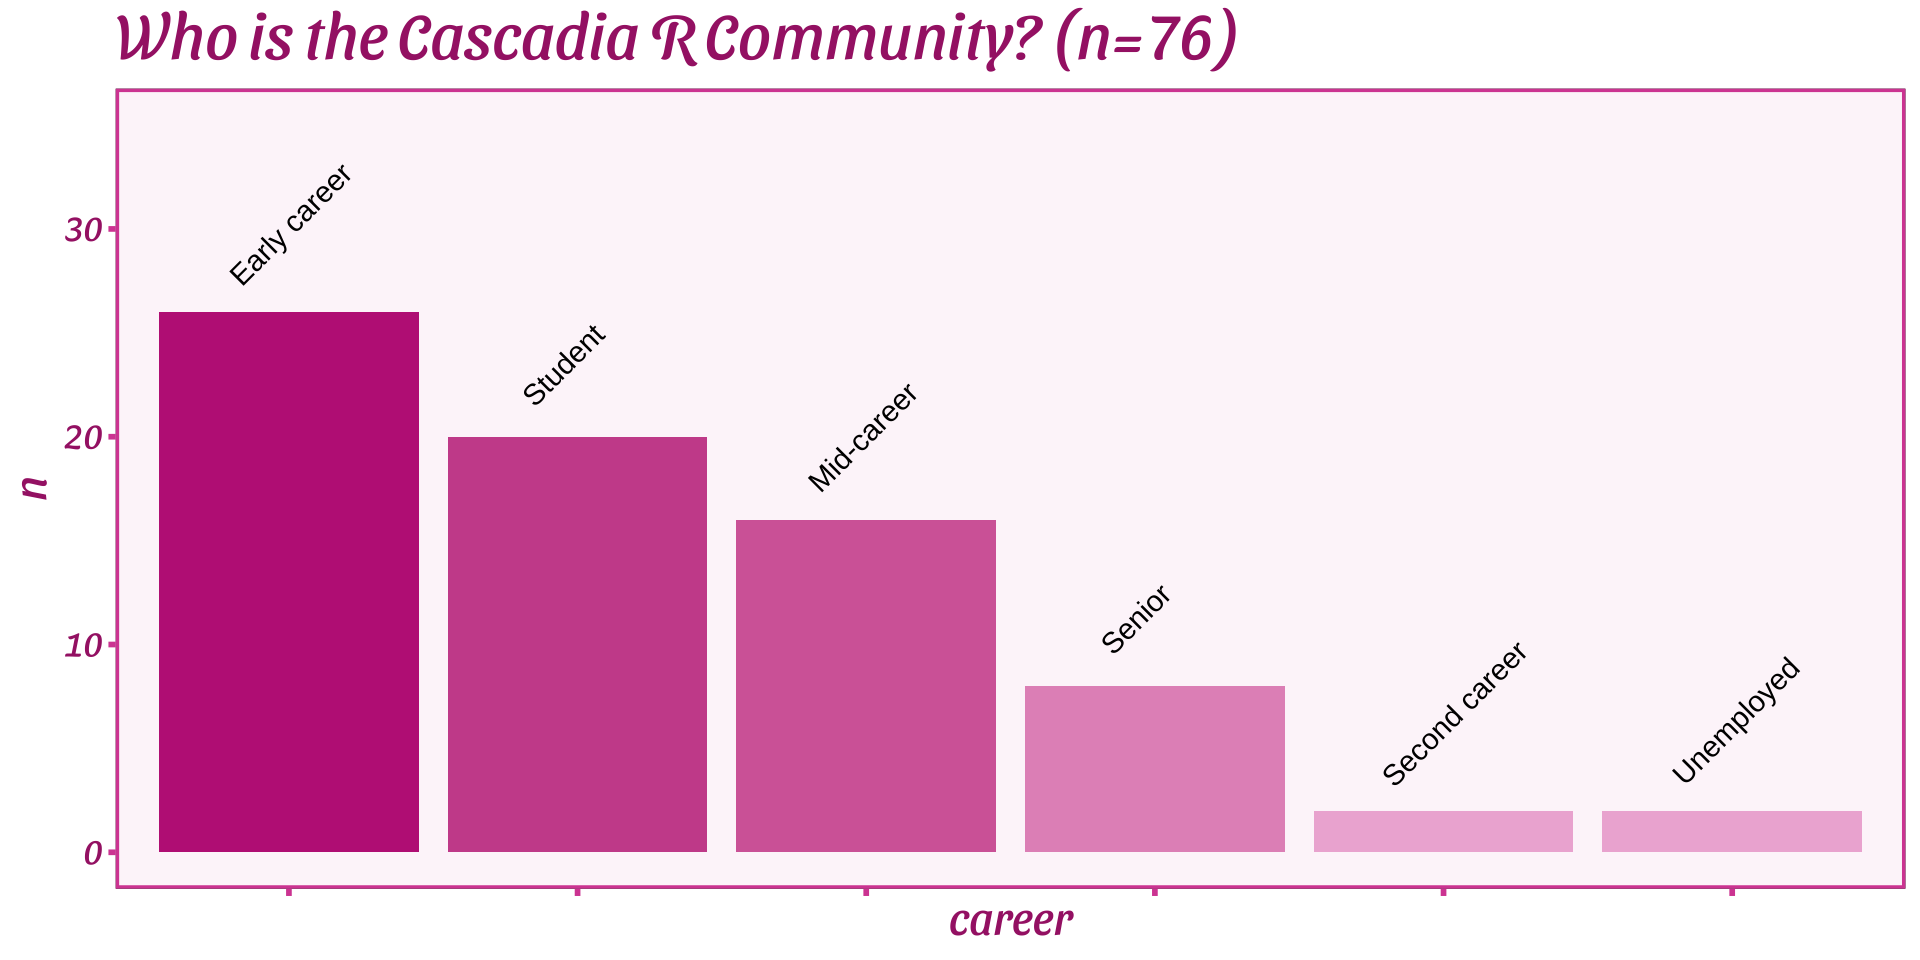 Who is the Cascadia R Community? (n=76)
30
20
10
0
n
Early career
Student
Mid-career
Senior
Second career
Unemployed
career